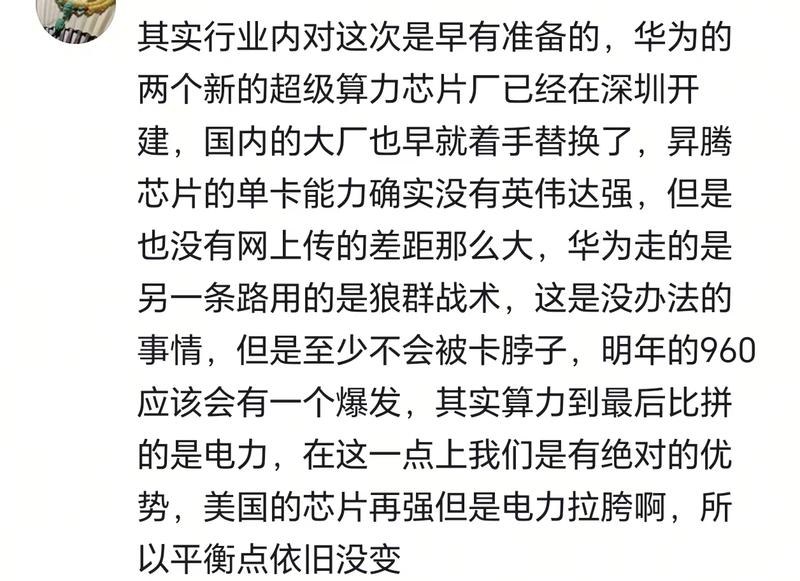 其实行业内对这次是早有准备的，华为的
两个新的超级算力芯片厂已经在深圳开
建，国内的大厂也早就着手替换了，昇腾
芯片的单卡能力确实没有英伟达强，但是
也没有网上传的差距那么大，华为走的是
另一条路用的是狼群战术，这是没办法的
事情，但是至少不会被卡脖子，明年的960
应该会有一个爆发，其实算力到最后比拼
的是电力，在这一点上我们是有绝对的优
势，美国的芯片再强但是电力拉胯啊，所
以平衡点依旧没变